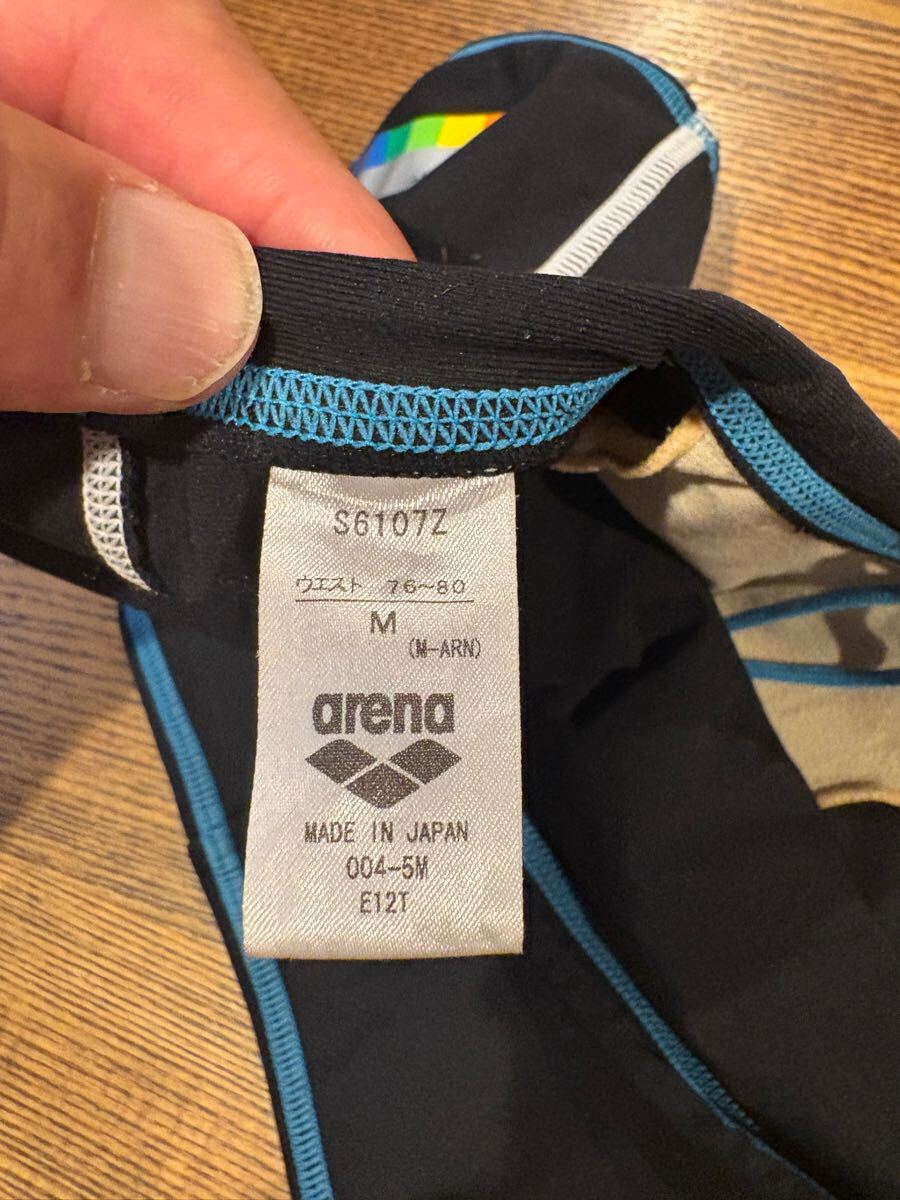 S6107Z
ウエスト 76~80
M
(M-ARN)
arena
MADE IN JAPAN
004-5M
E12T